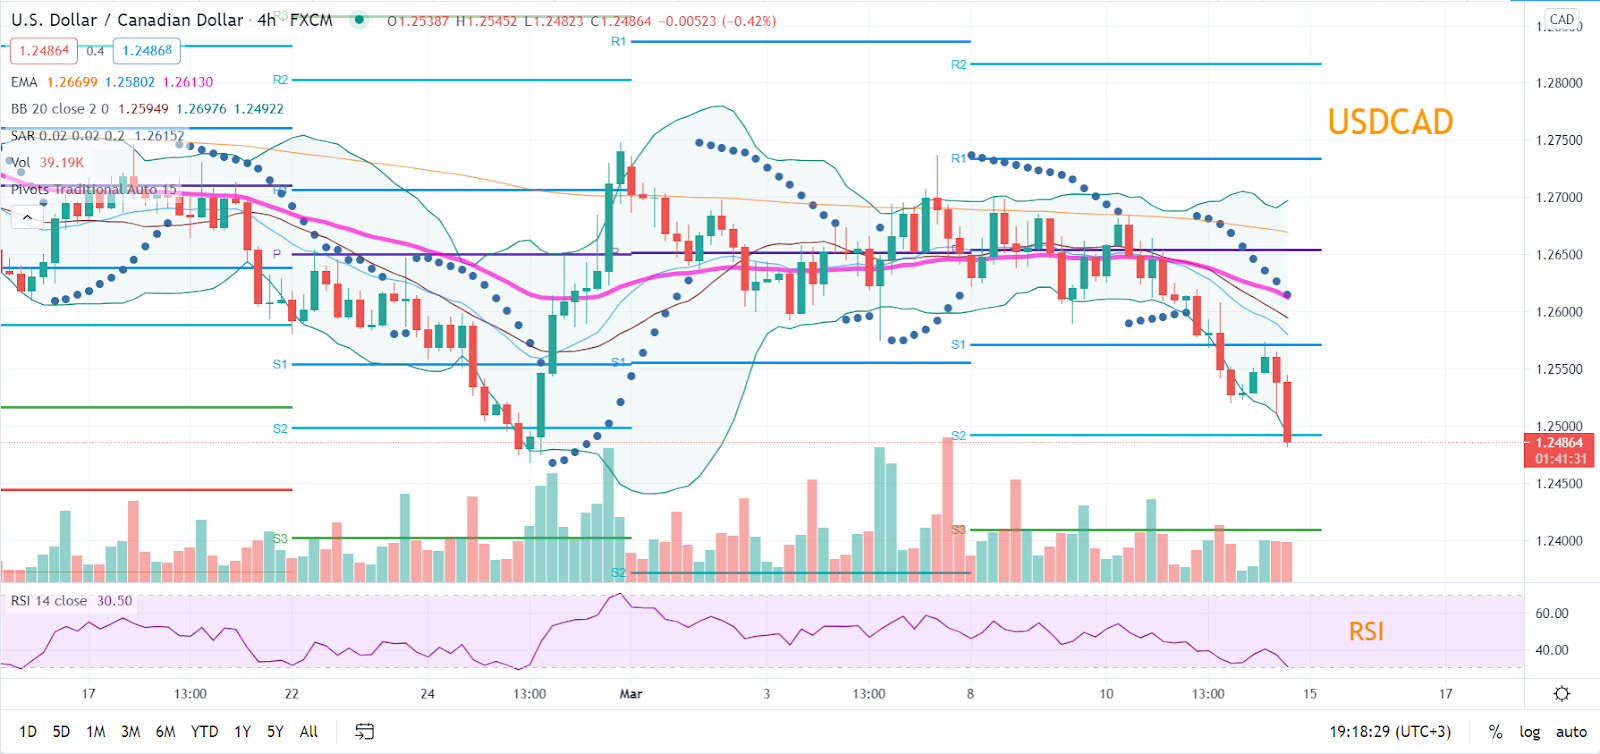 U.S. Dollar / Canadian Dollar · 4h · FXCM O1.25387 H1.25452 L1.24823 C1.24864 −0.00523 (−0.42%)
R3
CAD
1.24864 0.4 1.24868
R1
R2
R2
EMA 1.26699 1.25802 1.26130
1.28000
BB 20 close 2 0 1.25949 1.26976 1.24922
USDCAD
SAR 0.02 0.02 0.2 1.26152
1.27500
Vol 39.19K
R1
Pivots Traditional Auto 15
R1
1.27000
P
P
1.26500
1.26000
S1
S1
S1
1.25500
S2
S2
1.25000
1.24864
01:41:31
1.24500
S3
S3
1.24000
S2
RSI 14 close 30.50
60.00
RSI
40.00
17 13:00 22 24 13:00 Mar 3 13:00 8 10 13:00 15 17
1D 5D 1M 3M 6M YTD 1Y 5Y All 19:18:29 (UTC+3) % log auto